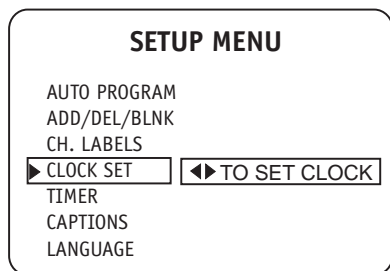 SETUP MENU
AUTO PROGRAM
ADD/DEL/BLNK
CH. LABELS
CLOCK SET ◀▶ TO SET CLOCK
TIMER
CAPTIONS
LANGUAGE